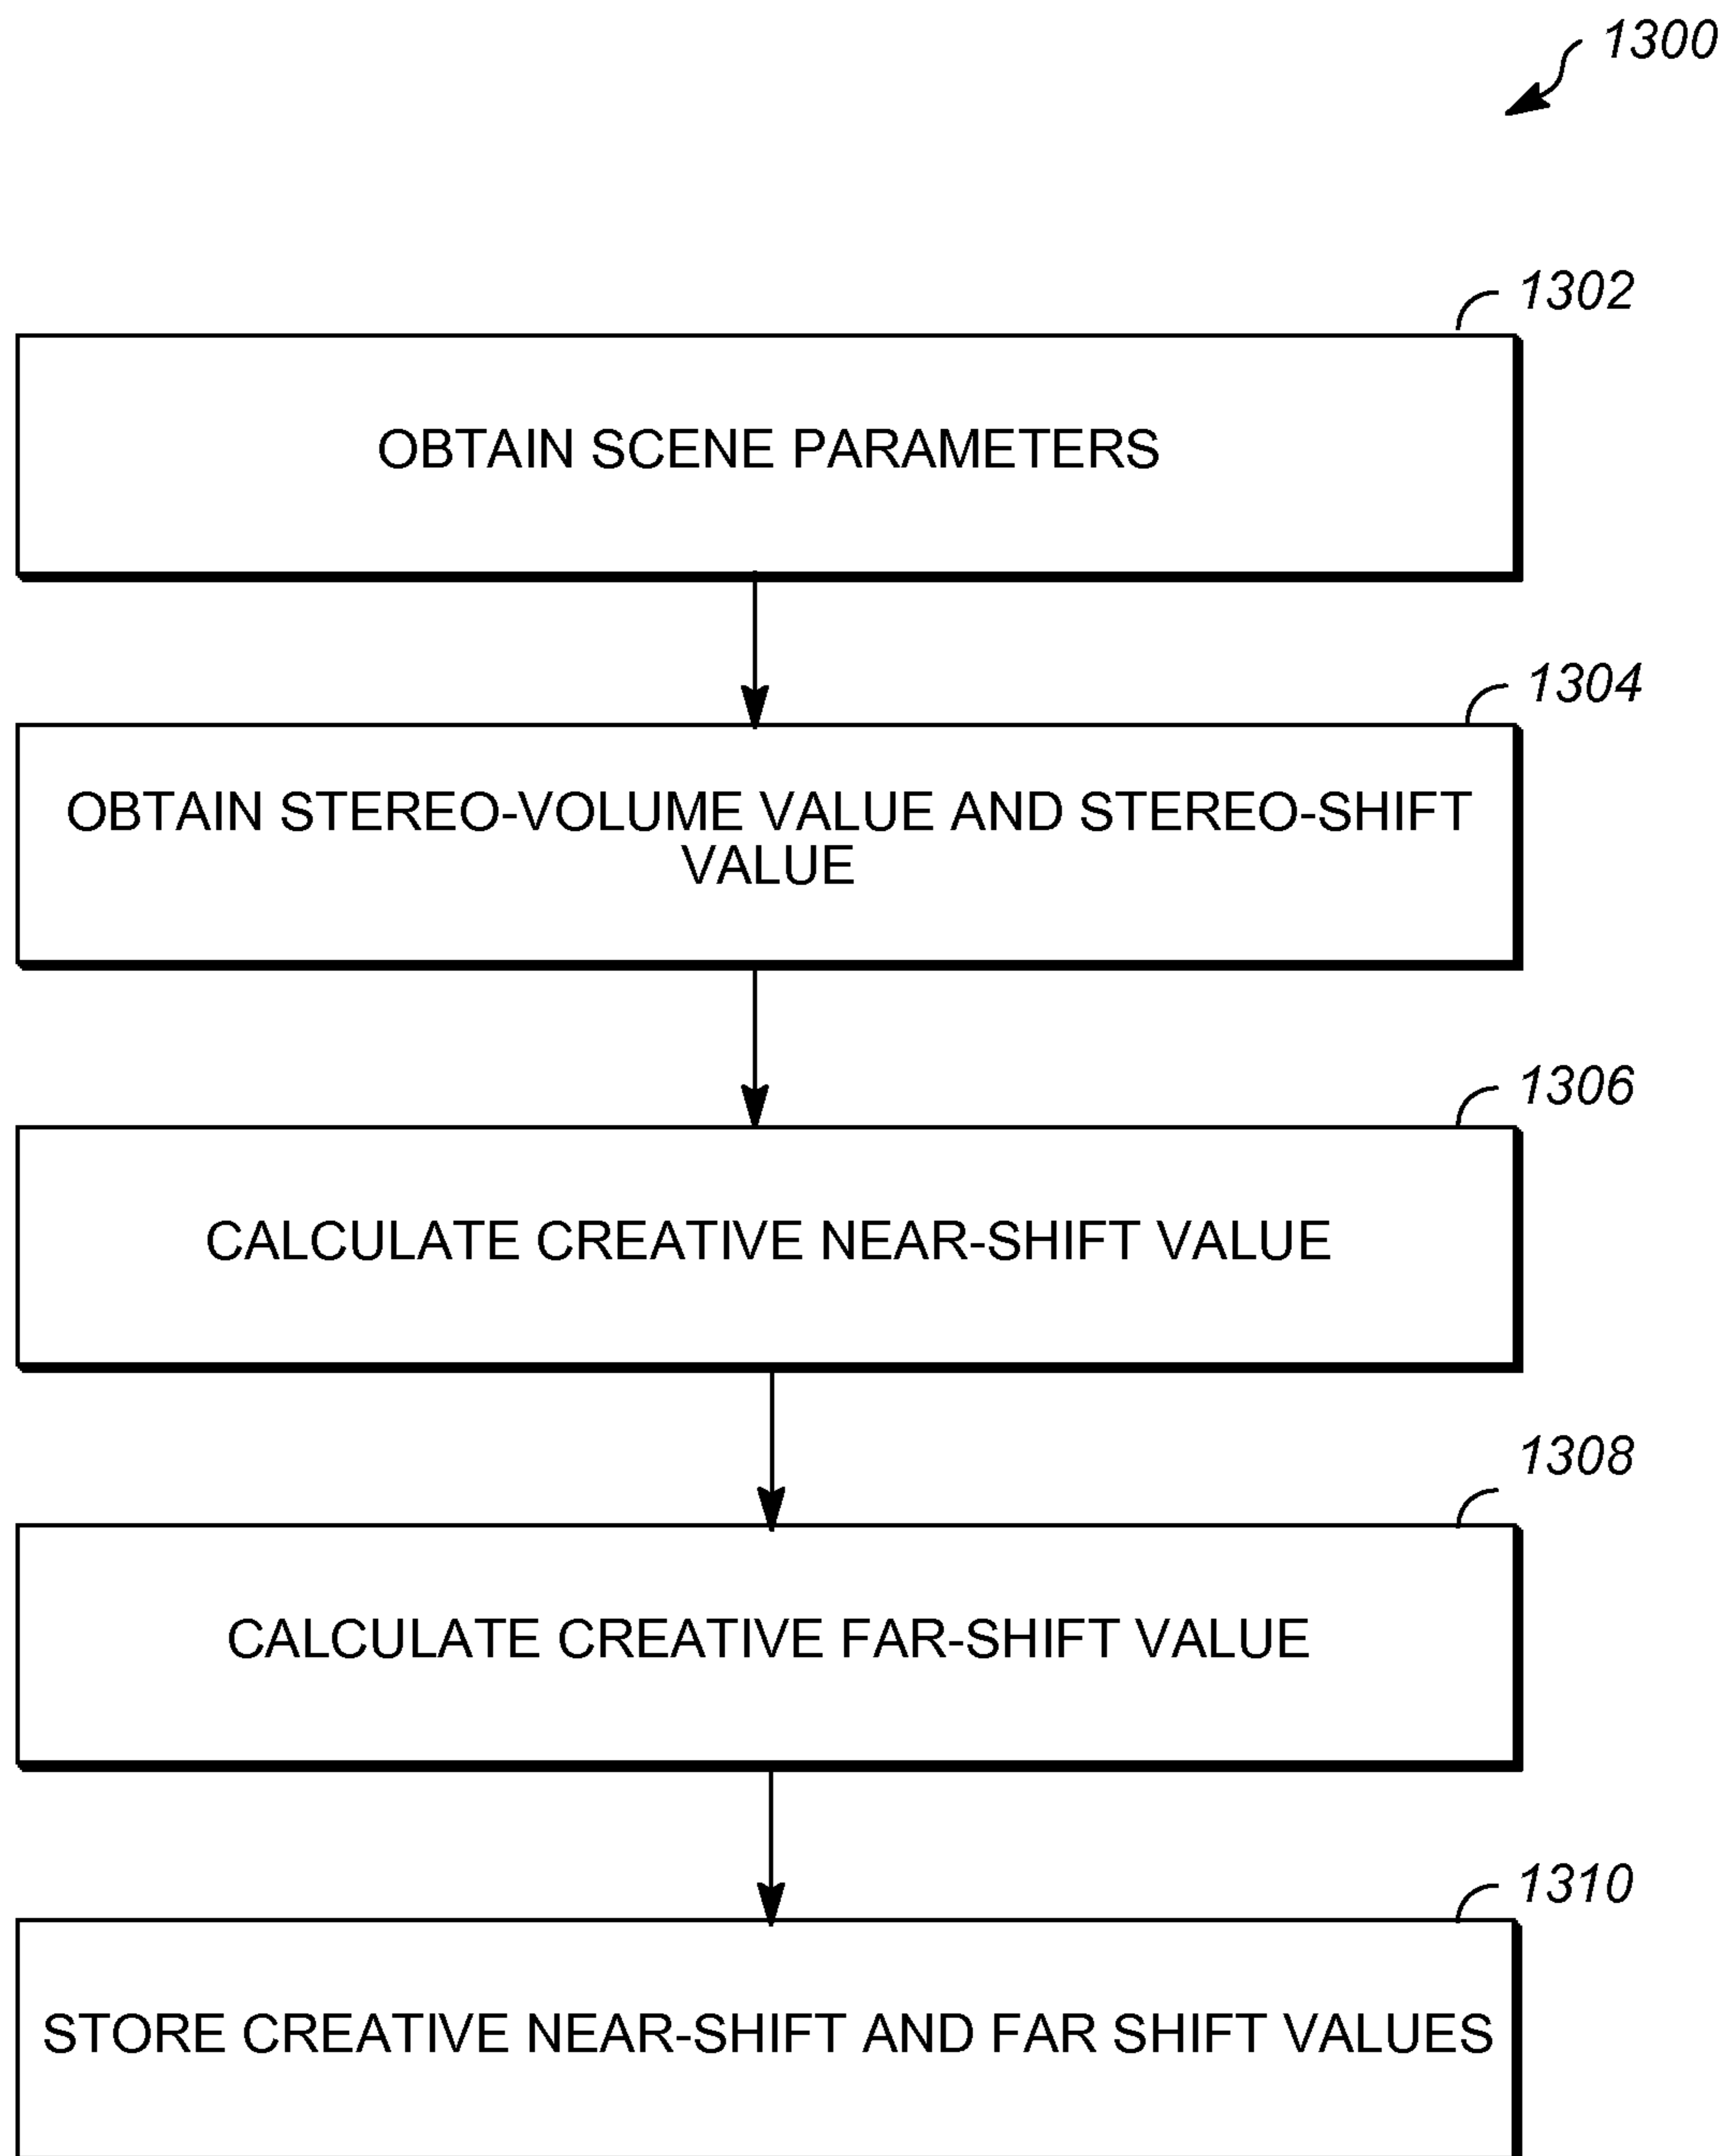 1300
1302
OBTAIN SCENE PARAMETERS
1304
OBTAIN STEREO-VOLUME VALUE AND STEREO-SHIFT
VALUE
1306
CALCULATE CREATIVE NEAR-SHIFT VALUE
1308
CALCULATE CREATIVE FAR-SHIFT VALUE
1310
STORE CREATIVE NEAR-SHIFT AND FAR SHIFT VALUES